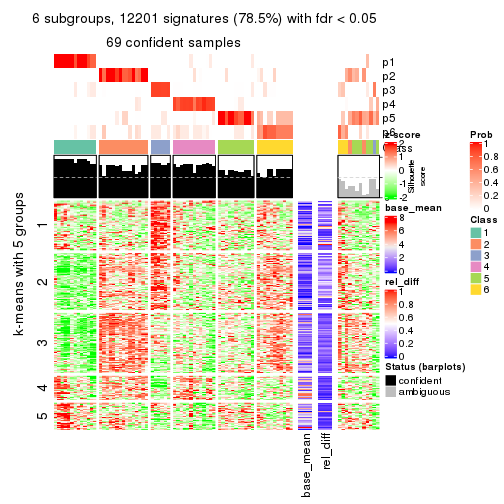 6 subgroups, 12201 signatures (78.5%) with fdr < 0.05
69 confident samples
p1
p2
p3
p4
p5
p6
Class
Silhouette
score
k-means with 5 groups
1
2
3
4
5
base_mean
rel_diff
z-score
2
1
0
-1
-2
base_mean
8
6
4
2
0
rel_diff
1
0.8
0.6
0.4
0.2
0
Status (barplots)
confident
ambiguous
Prob
1
0.8
0.6
0.4
0.2
0
Class
1
2
3
4
5
6